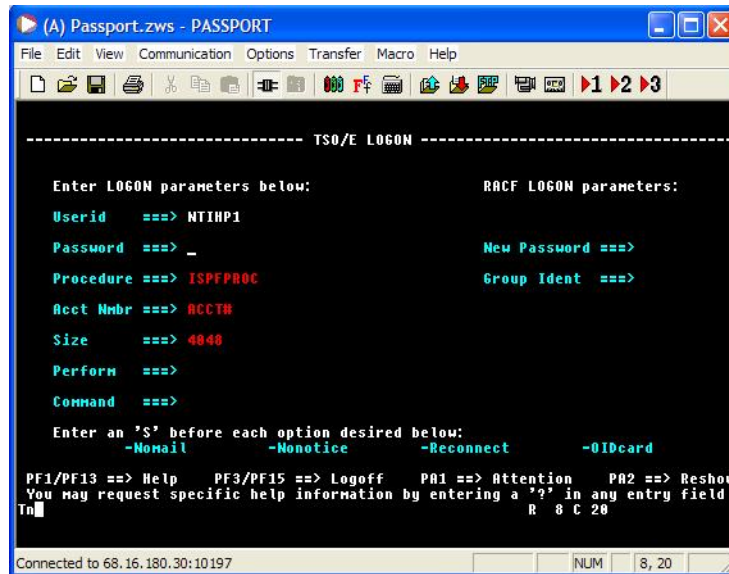 (A) Passport.zws - PASSPORT
File Edit View Communication Options Transfer Macro Help
1 2 3
------------------------------- TSO/E LOGON -----------------------------------
Enter LOGON parameters below: RACF LOGON parameters:
Userid ===> NTIHP1
Password ===> _ New Password ===>
Procedure ===> ISPFPROC Group Ident ===>
Acct Nmbr ===> ACCT#
Size ===> 4048
Perform ===>
Command ===>
Enter an 'S' before each option desired below:
-Nomail -Nonotice -Reconnect -OIDcard
PF1/PF13 ==> Help PF3/PF15 ==> Logoff PA1 ==> Attention PA2 ==> Reshow
You may request specific help information by entering a '?' in any entry field
Tn R 8 C 20
Connected to 68.16.180.30:10197 NUM 8, 20